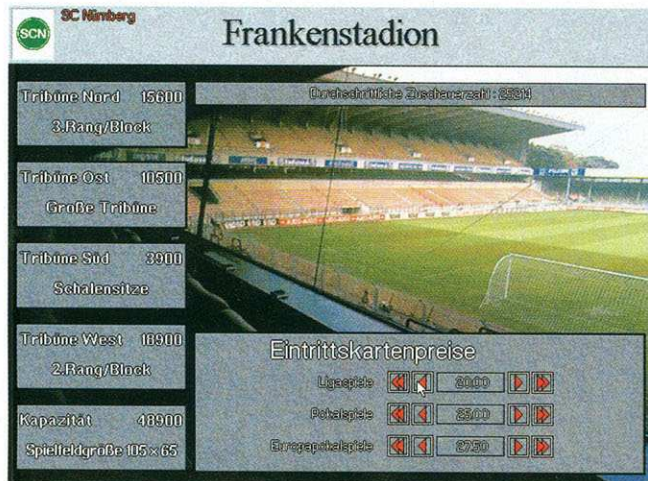 SCN
SC Nürnberg
Frankenstadion
Tribüne Nord 15600
3.Rang/Block
Tribüne Ost 10500
Große Tribüne
Tribüne Süd 3900
Schalensitze
Tribüne West 18900
2.Rang/Block
Kapazität 48900
Spielfeldgröße 105 x 65
Durchschnittliche Zuschauerzahl : 25214
Eintrittskartenpreise
Ligaspiele 20.00
Pokalspiele 25.00
Europapokalspiele 27.50